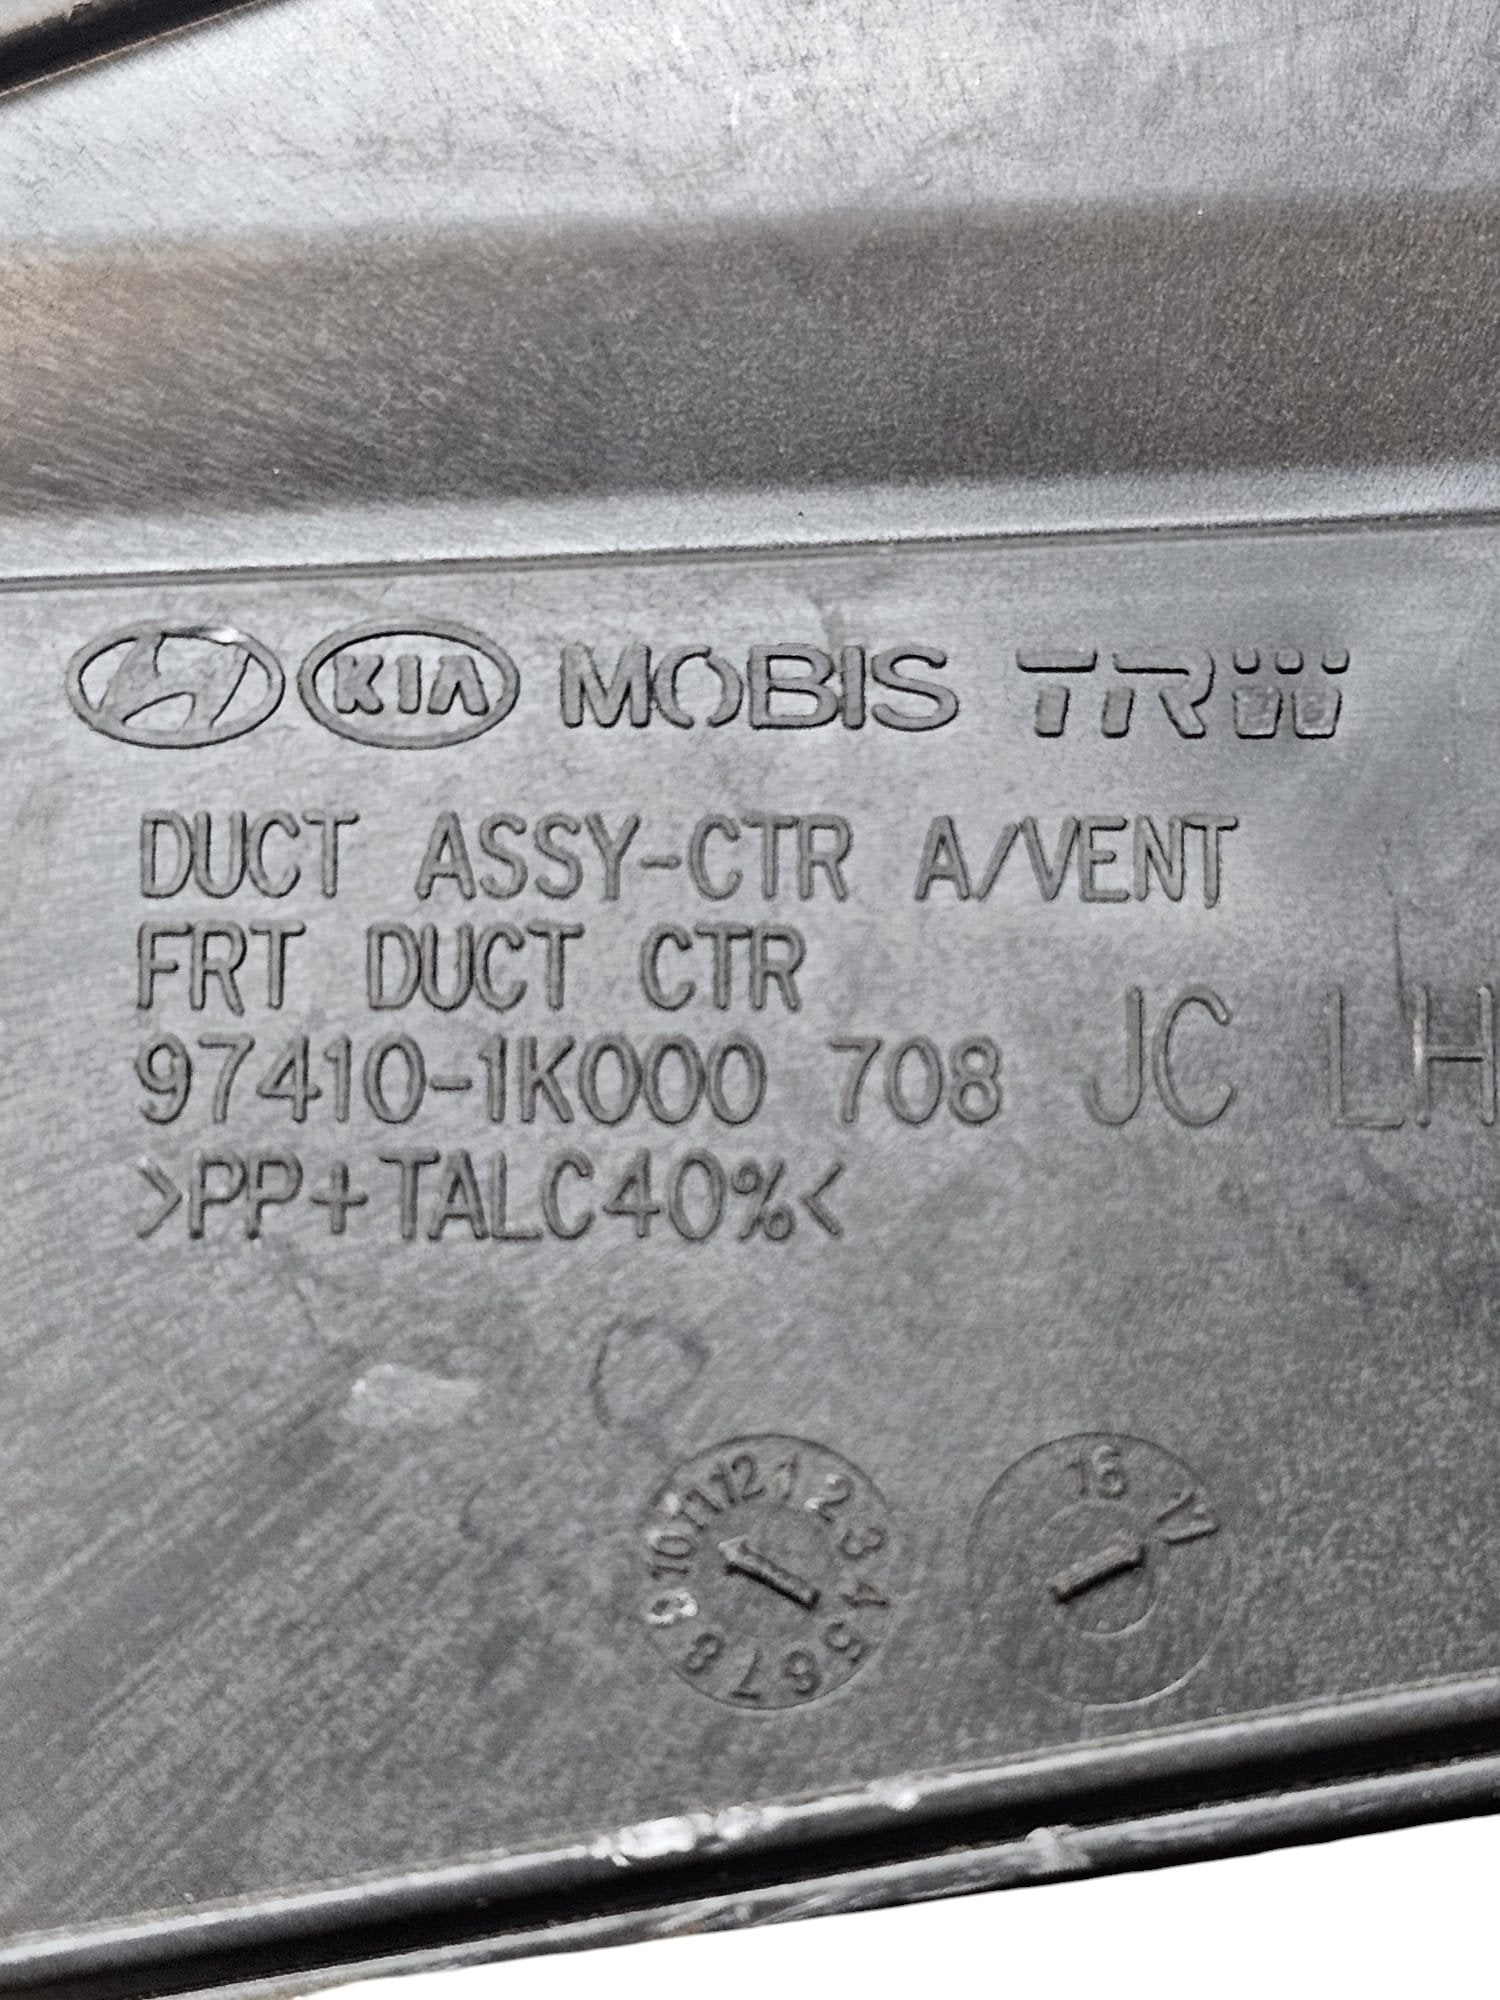 KIA MOBIS TRW
DUCT ASSY-CTR A/VENT
FRT DUCT CTR
97410-1K000 708 JC LH
>PP+TALC40%<
1 2 3 4 5 6 7 8 9 10 11 12
16 17